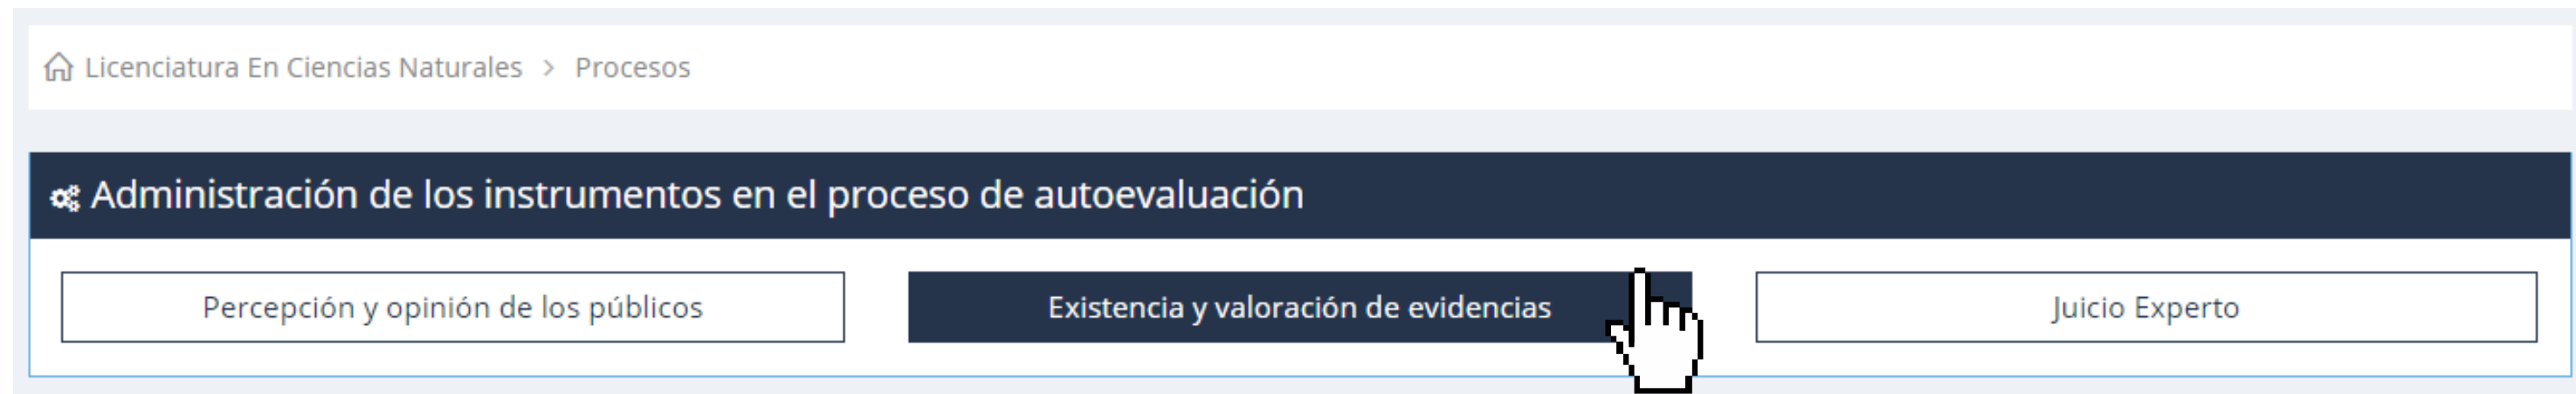 Licenciatura En Ciencias Naturales > Procesos
Administración de los instrumentos en el proceso de autoevaluación
Percepción y opinión de los públicos
Existencia y valoración de evidencias
Juicio Experto